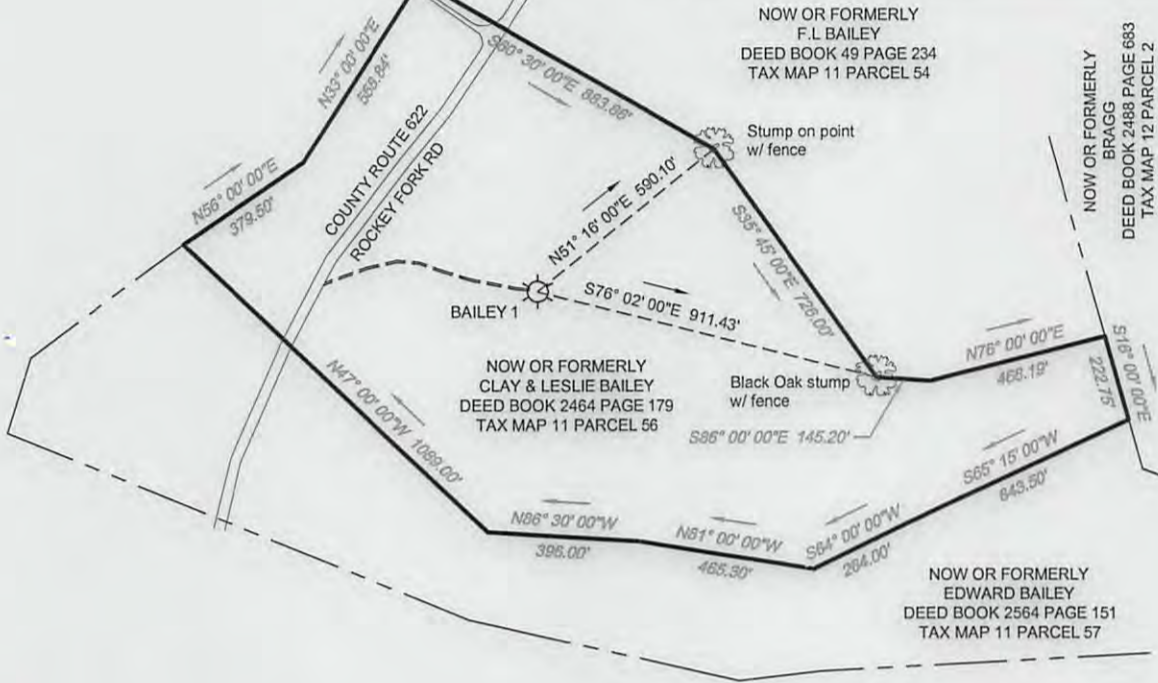 NOW OR FORMERLY
F.L BAILEY
DEED BOOK 49 PAGE 234
TAX MAP 11 PARCEL 54
NOW OR FORMERLY
BRAGG
DEED BOOK 2488 PAGE 683
TAX MAP 12 PARCEL 2
N33° 00' 00"E
558.84'
S60° 30' 00"E 883.86'
Stump on point
w/ fence
N56° 00' 00"E
379.50'
COUNTY ROUTE 622
ROCKEY FORK RD
N51° 16' 00"E 590.10'
S35° 45' 00"E 726.00'
BAILEY 1
S76° 02' 00"E 911.43'
N76° 00' 00"E
468.19'
S16° 00' 00"E
222.75'
NOW OR FORMERLY
CLAY & LESLIE BAILEY
DEED BOOK 2464 PAGE 179
TAX MAP 11 PARCEL 56
Black Oak stump
w/ fence
S86° 00' 00"E 145.20'
N47° 00' 00"W 1089.00'
S65° 15' 00"W
643.50'
N86° 30' 00"W
396.00'
N81° 00' 00"W
465.30'
S64° 00' 00"W
264.00'
NOW OR FORMERLY
EDWARD BAILEY
DEED BOOK 2564 PAGE 151
TAX MAP 11 PARCEL 57